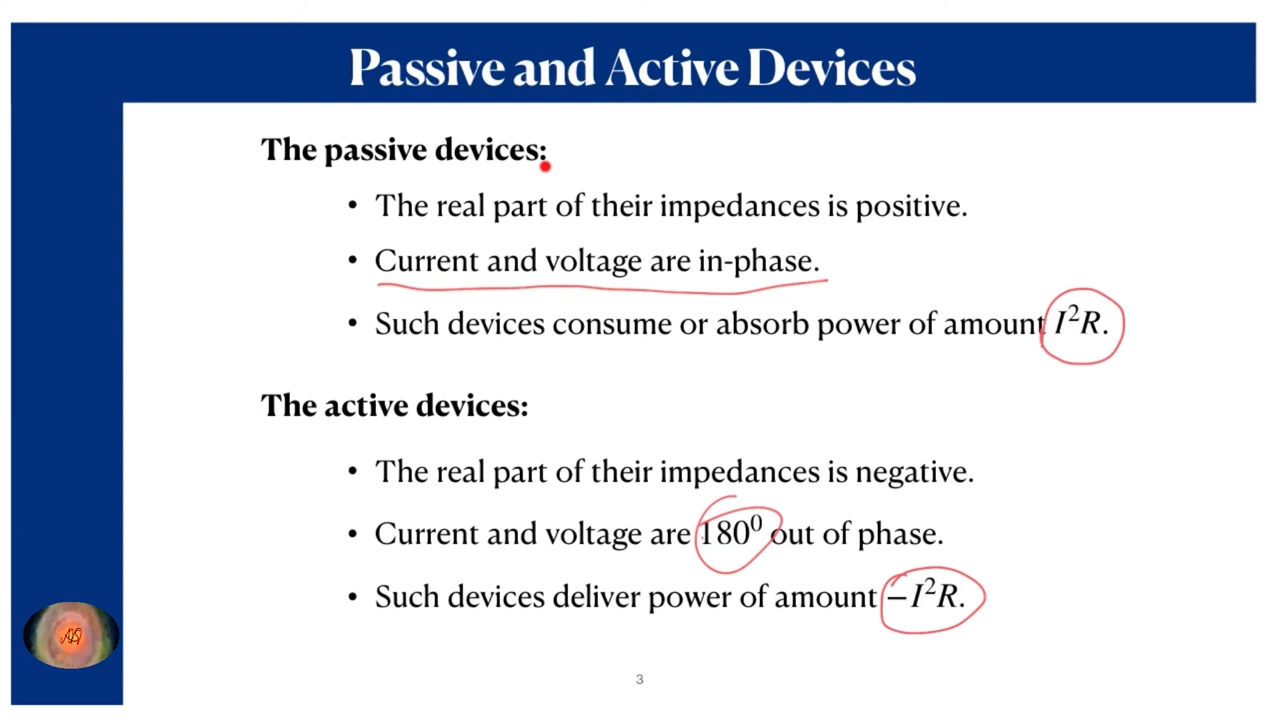 Passive and Active Devices
The passive devices:
• The real part of their impedances is positive.
• Current and voltage are in-phase.
• Such devices consume or absorb power of amount I²R.
The active devices:
• The real part of their impedances is negative.
• Current and voltage are 180⁰ out of phase.
• Such devices deliver power of amount −I²R.
3